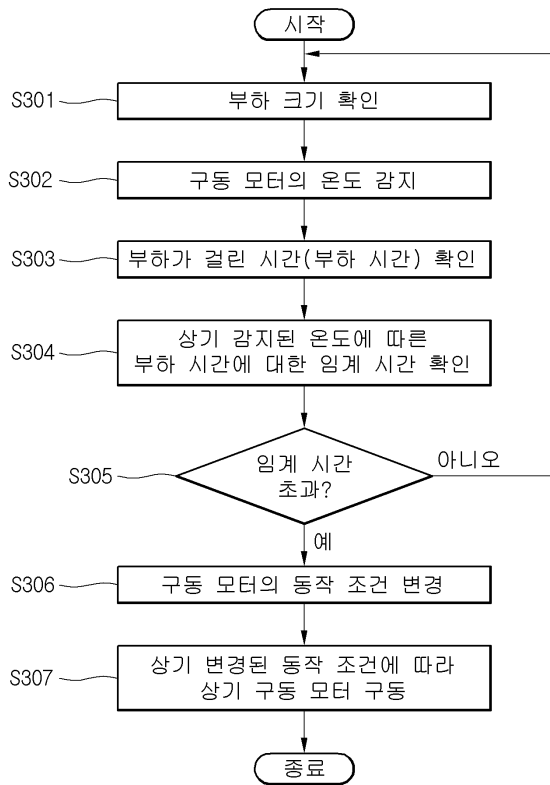 시작
S301
부하 크기 확인
S302
구동 모터의 온도 감지
S303
부하가 걸린 시간(부하 시간) 확인
S304
상기 감지된 온도에 따른
부하 시간에 대한 임계 시간 확인
S305
임계 시간
초과?
아니오
예
S306
구동 모터의 동작 조건 변경
S307
상기 변경된 동작 조건에 따라
상기 구동 모터 구동
종료